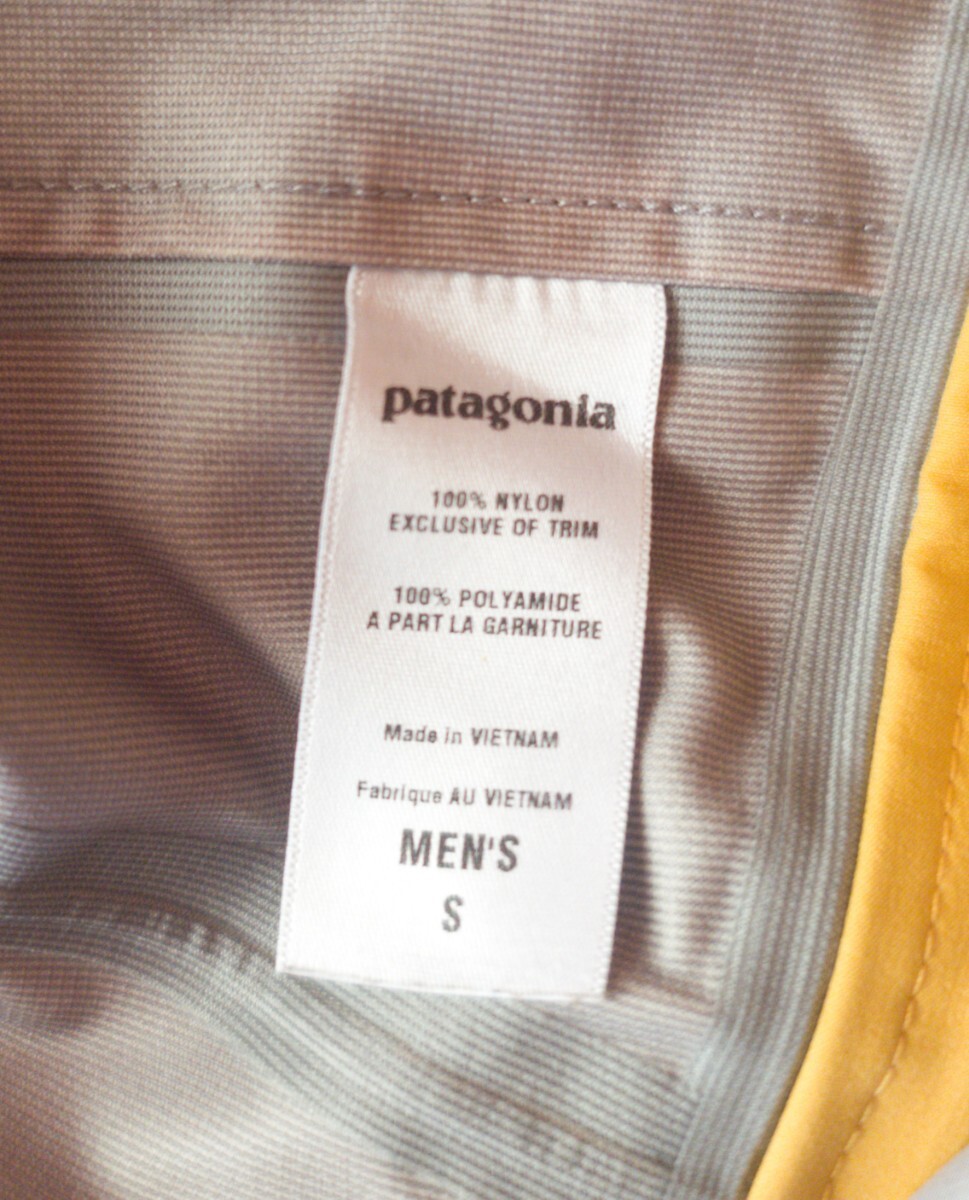 patagonia
100% NYLON
EXCLUSIVE OF TRIM
100% POLYAMIDE
A PART LA GARNITURE
Made in VIETNAM
Fabrique AU VIETNAM
MEN'S
S